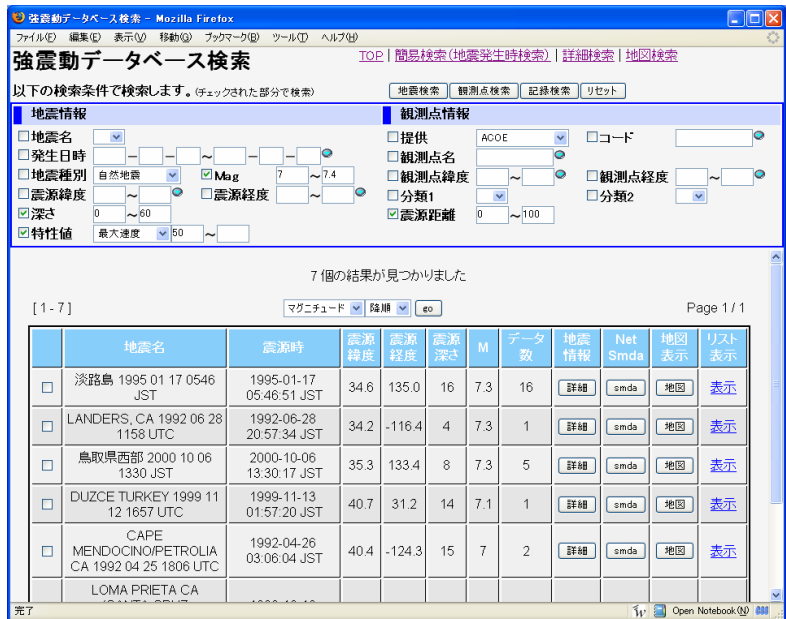 強震動データベース検索 - Mozilla Firefox
ファイル(F) 編集(E) 表示(V) 移動(G) ブックマーク(B) ツール(T) ヘルプ(H)
強震動データベース検索
TOP | 簡易検索(地震発生時検索) | 詳細検索 | 地図検索
以下の検索条件で検索します。(チェックされた部分で検索)
地震検索 観測点検索 記録検索 リセット
地震情報 観測点情報
地震名 提供 ACOE コード
発生日時 - - ~ - - 観測点名
地震種別 自然地震 Mag 7 ~ 7.4 観測点緯度 ~ 観測点経度 ~
震源緯度 ~ 震源経度 ~ 分類1 分類2
深さ 0 ~ 60 震源距離 0 ~ 100
特性値 最大速度 50 ~
7 個の結果が見つかりました
[1 - 7] マグニチュード 降順 go Page 1 / 1
地震名 震源時 震源緯度 震源経度 震源深さ M データ数 地震情報 Net Smda 地図表示 リスト表示
淡路島 1995 01 17 0546 JST 1995-01-17 05:46:51 JST 34.6 135.0 16 7.3 16 詳細 smda 地図 表示
LANDERS, CA 1992 06 28 1158 UTC 1992-06-28 20:57:34 JST 34.2 -116.4 4 7.3 1 詳細 smda 地図 表示
鳥取県西部 2000 10 06 1330 JST 2000-10-06 13:30:17 JST 35.3 133.4 8 7.3 5 詳細 smda 地図 表示
DUZCE TURKEY 1999 11 12 1657 UTC 1999-11-13 01:57:20 JST 40.7 31.2 14 7.1 1 詳細 smda 地図 表示
CAPE MENDOCINO/PETROLIA CA 1992 04 25 1806 UTC 1992-04-26 03:06:04 JST 40.4 -124.3 15 7 2 詳細 smda 地図 表示
LOMA PRIETA CA
完了 Open Notebook(N)